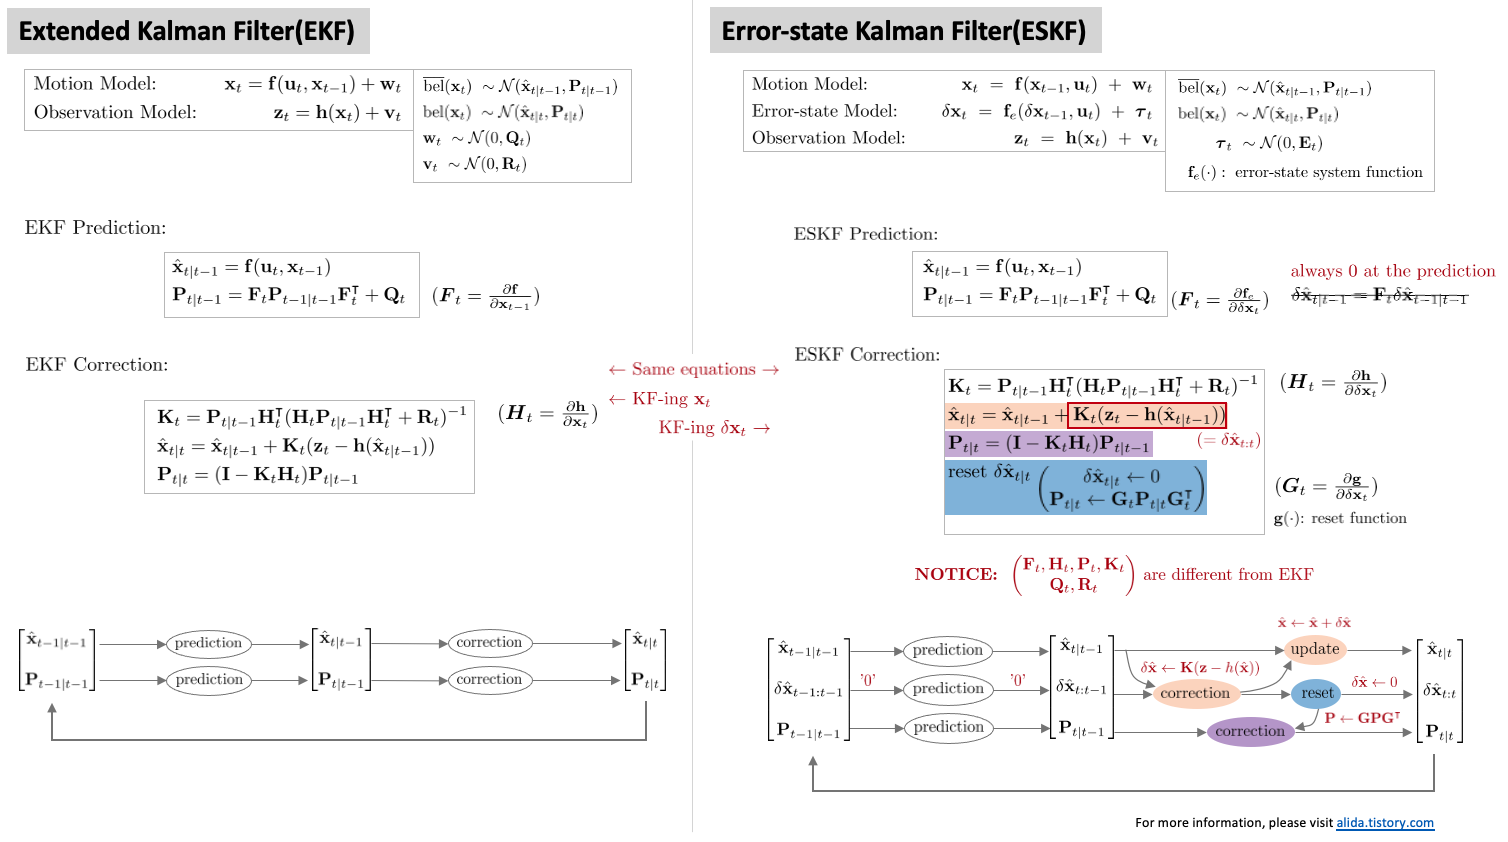 Extended Kalman Filter(EKF)
Motion Model: x_t = f(u_t, x_{t−1}) + w_t
Observation Model: z_t = h(x_t) + v_t
b̅e̅l̅(x_t) ∼ 𝒩(x̂_{t|t−1}, P_{t|t−1})
bel(x_t) ∼ 𝒩(x̂_{t|t}, P_{t|t})
w_t ∼ 𝒩(0, Q_t)
v_t ∼ 𝒩(0, R_t)
EKF Prediction:
x̂_{t|t−1} = f(u_t, x_{t−1})
P_{t|t−1} = F_t P_{t−1|t−1} F_t^⊺ + Q_t
(F_t = ∂f/∂x_{t−1})
EKF Correction:
K_t = P_{t|t−1} H_t^⊺ (H_t P_{t|t−1} H_t^⊺ + R_t)^{−1}
x̂_{t|t} = x̂_{t|t−1} + K_t(z_t − h(x̂_{t|t−1}))
P_{t|t} = (I − K_t H_t) P_{t|t−1}
(H_t = ∂h/∂x_t)
← Same equations →
← KF-ing x_t
KF-ing δx_t →
x̂_{t−1|t−1} prediction x̂_{t|t−1} correction x̂_{t|t}
P_{t−1|t−1} prediction P_{t|t−1} correction P_{t|t}
Error-state Kalman Filter(ESKF)
Motion Model: x_t = f(x_{t−1}, u_t) + w_t
Error-state Model: δx_t = f_e(δx_{t−1}, u_t) + τ_t
Observation Model: z_t = h(x_t) + v_t
b̅e̅l̅(x_t) ∼ 𝒩(x̂_{t|t−1}, P_{t|t−1})
bel(x_t) ∼ 𝒩(x̂_{t|t}, P_{t|t})
τ_t ∼ 𝒩(0, E_t)
f_e(·) : error-state system function
ESKF Prediction:
x̂_{t|t−1} = f(u_t, x_{t−1})
P_{t|t−1} = F_t P_{t−1|t−1} F_t^⊺ + Q_t
(F_t = ∂f_e/∂δx_t)
always 0 at the prediction
δx̂_{t|t−1} = F_t δx̂_{t−1|t−1}
ESKF Correction:
K_t = P_{t|t−1} H_t^⊺ (H_t P_{t|t−1} H_t^⊺ + R_t)^{−1}
x̂_{t|t} = x̂_{t|t−1} + K_t(z_t − h(x̂_{t|t−1}))
P_{t|t} = (I − K_t H_t) P_{t|t−1}
(= δx̂_{t:t})
reset δx̂_{t|t} ( δx̂_{t|t} ← 0
P_{t|t} ← G_t P_{t|t} G_t^⊺ )
(H_t = ∂h/∂x_t)
(G_t = ∂g/∂δx_t)
g(·): reset function
NOTICE: (F_t, H_t, P_t, K_t
Q_t, R_t) are different from EKF
x̂ ← x̂ + δx̂
x̂_{t−1|t−1} prediction x̂_{t|t−1} update x̂_{t|t}
δx̂ ← K(z − h(x̂))
δx̂_{t−1:t−1} '0' prediction '0' δx̂_{t:t−1} correction reset δx̂ ← 0 δx̂_{t:t}
P ← GPG^⊺
P_{t−1|t−1} prediction P_{t|t−1} correction P_{t|t}
For more information, please visit alida.tistory.com